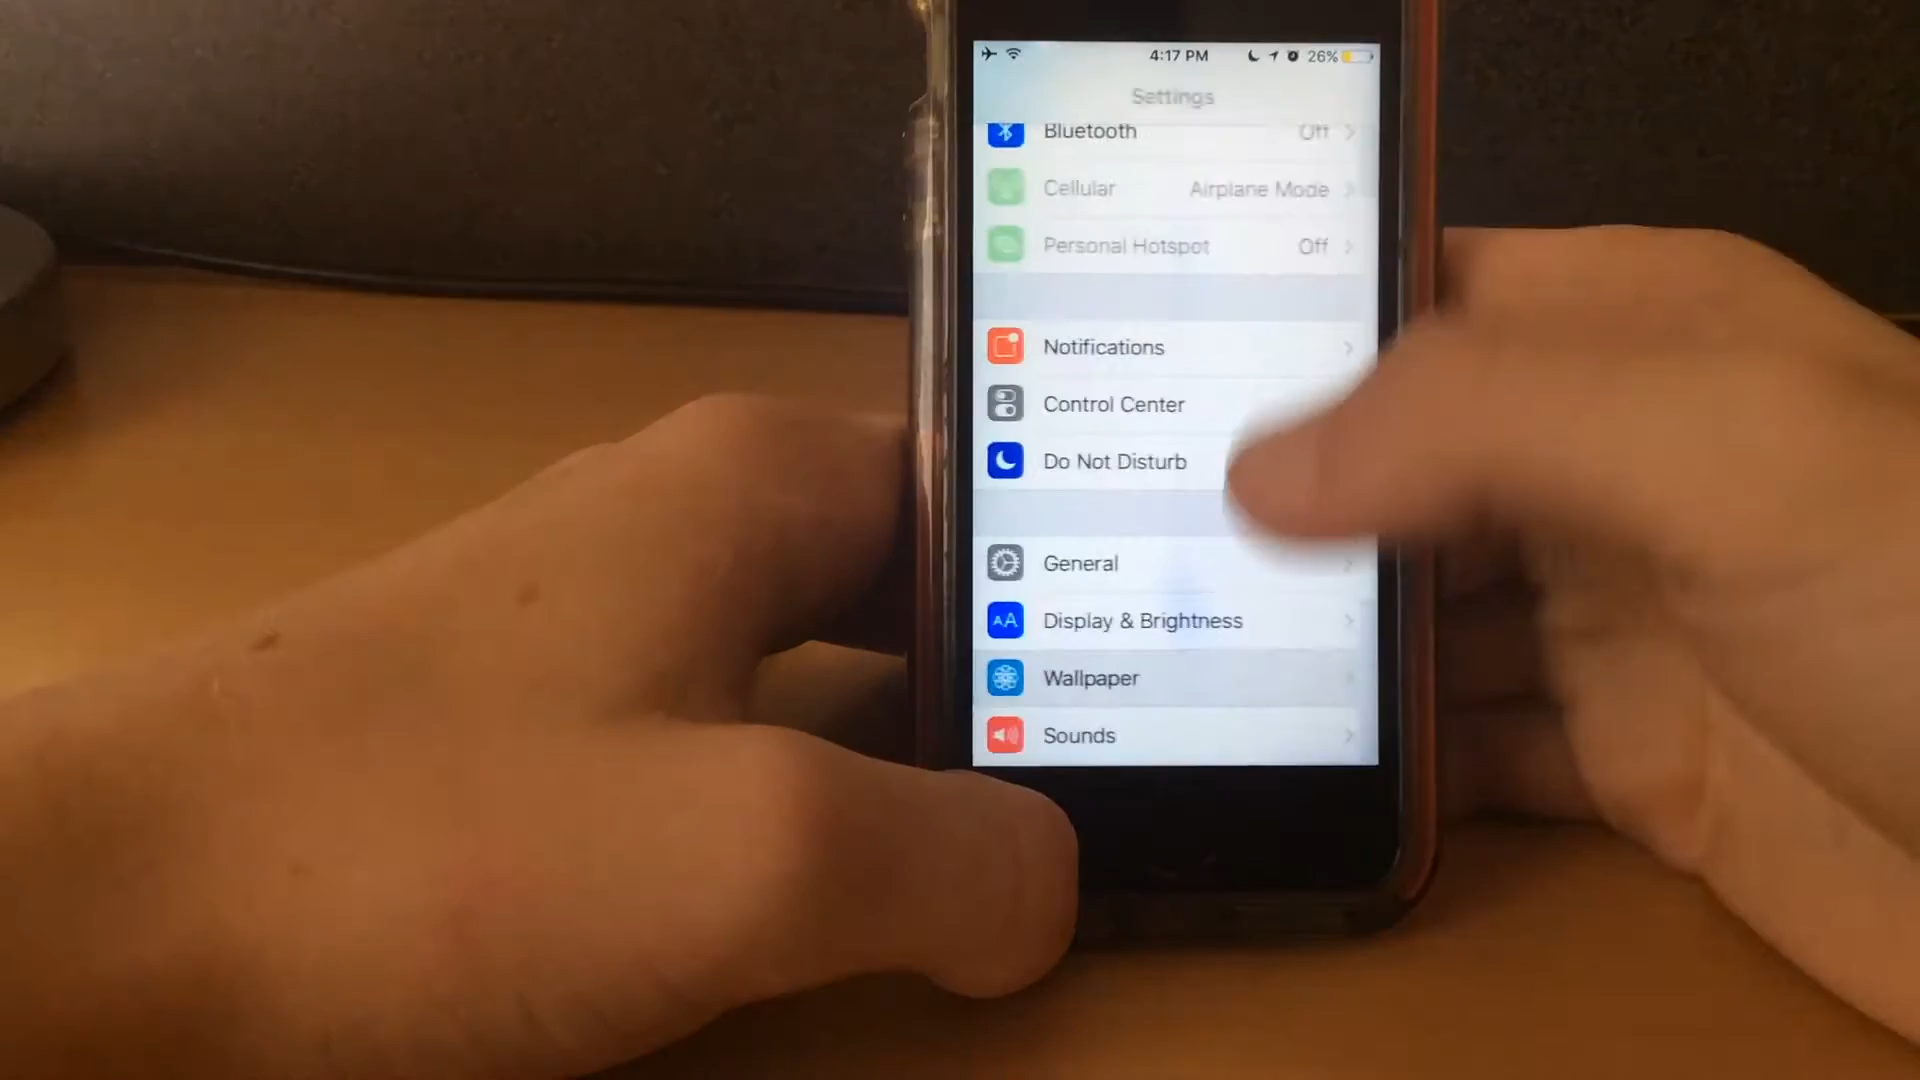 4:17 PM 26%
Settings
Bluetooth Off
Cellular Airplane Mode
Personal Hotspot Off
Notifications
Control Center
Do Not Disturb
General
AA Display & Brightness
Wallpaper
Sounds